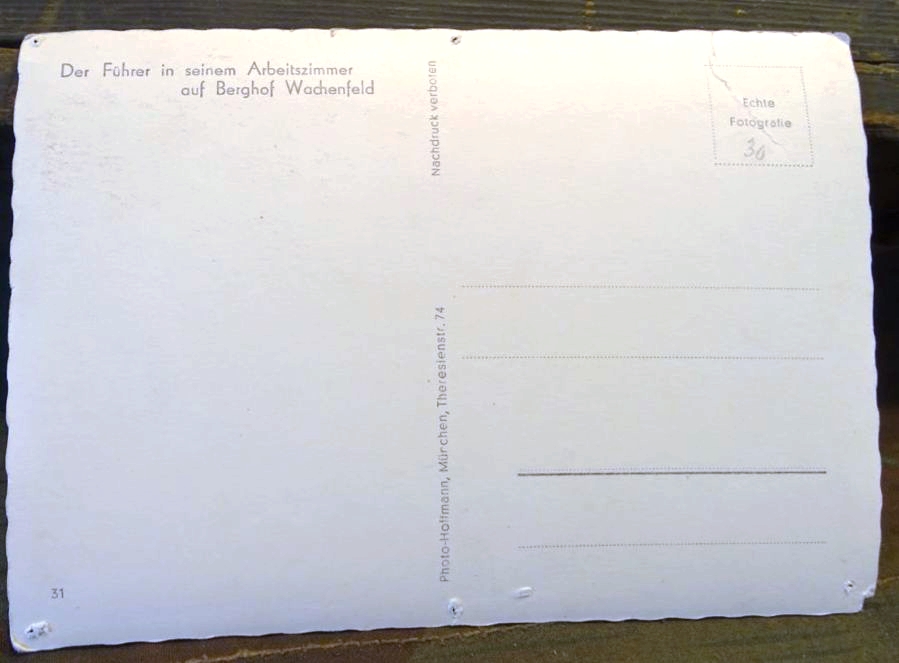 Der Führer in seinem Arbeitszimmer
auf Berghof Wachenfeld
Nachdruck verboten
Photo-Hoffmann, München, Theresienstr. 74
Echte
Fotografie
30
31